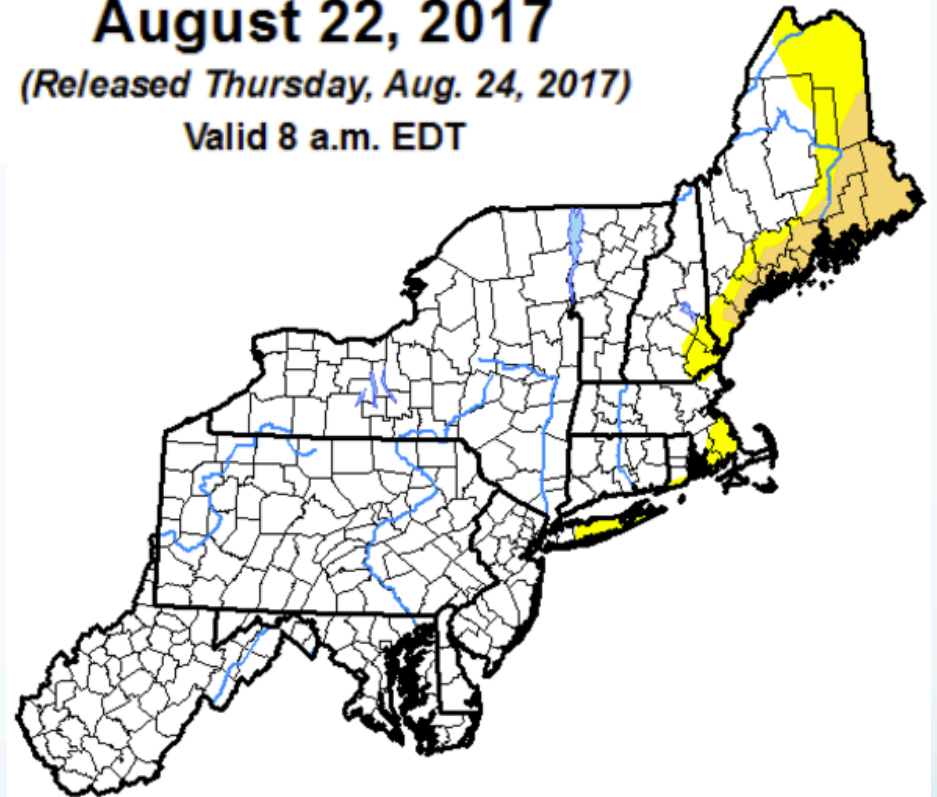 August 22, 2017
(Released Thursday, Aug. 24, 2017)
Valid 8 a.m. EDT